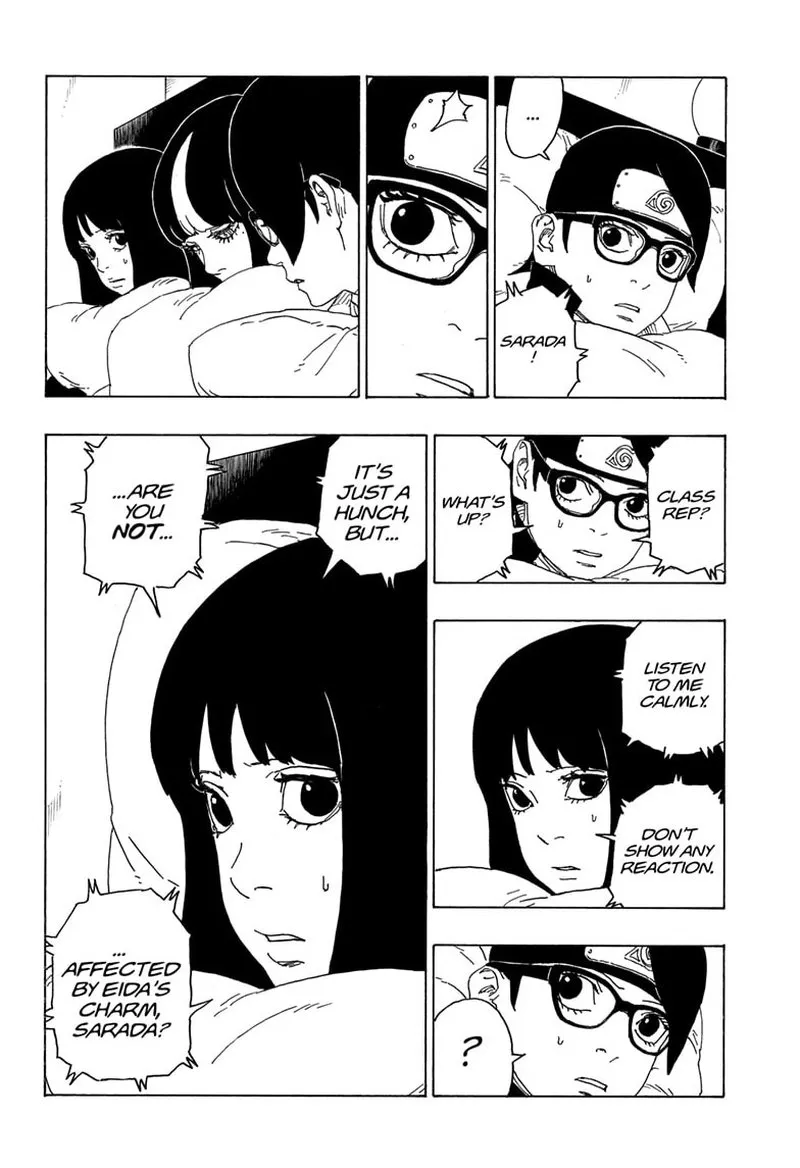 ...
SARADA
!
CLASS
REP?
WHAT'S
UP?
LISTEN
TO ME
CALMLY.
DON'T
SHOW ANY
REACTION.
?
IT'S
JUST A
HUNCH,
BUT...
...ARE
YOU
NOT...
...
AFFECTED
BY EIDA'S
CHARM,
SARADA?